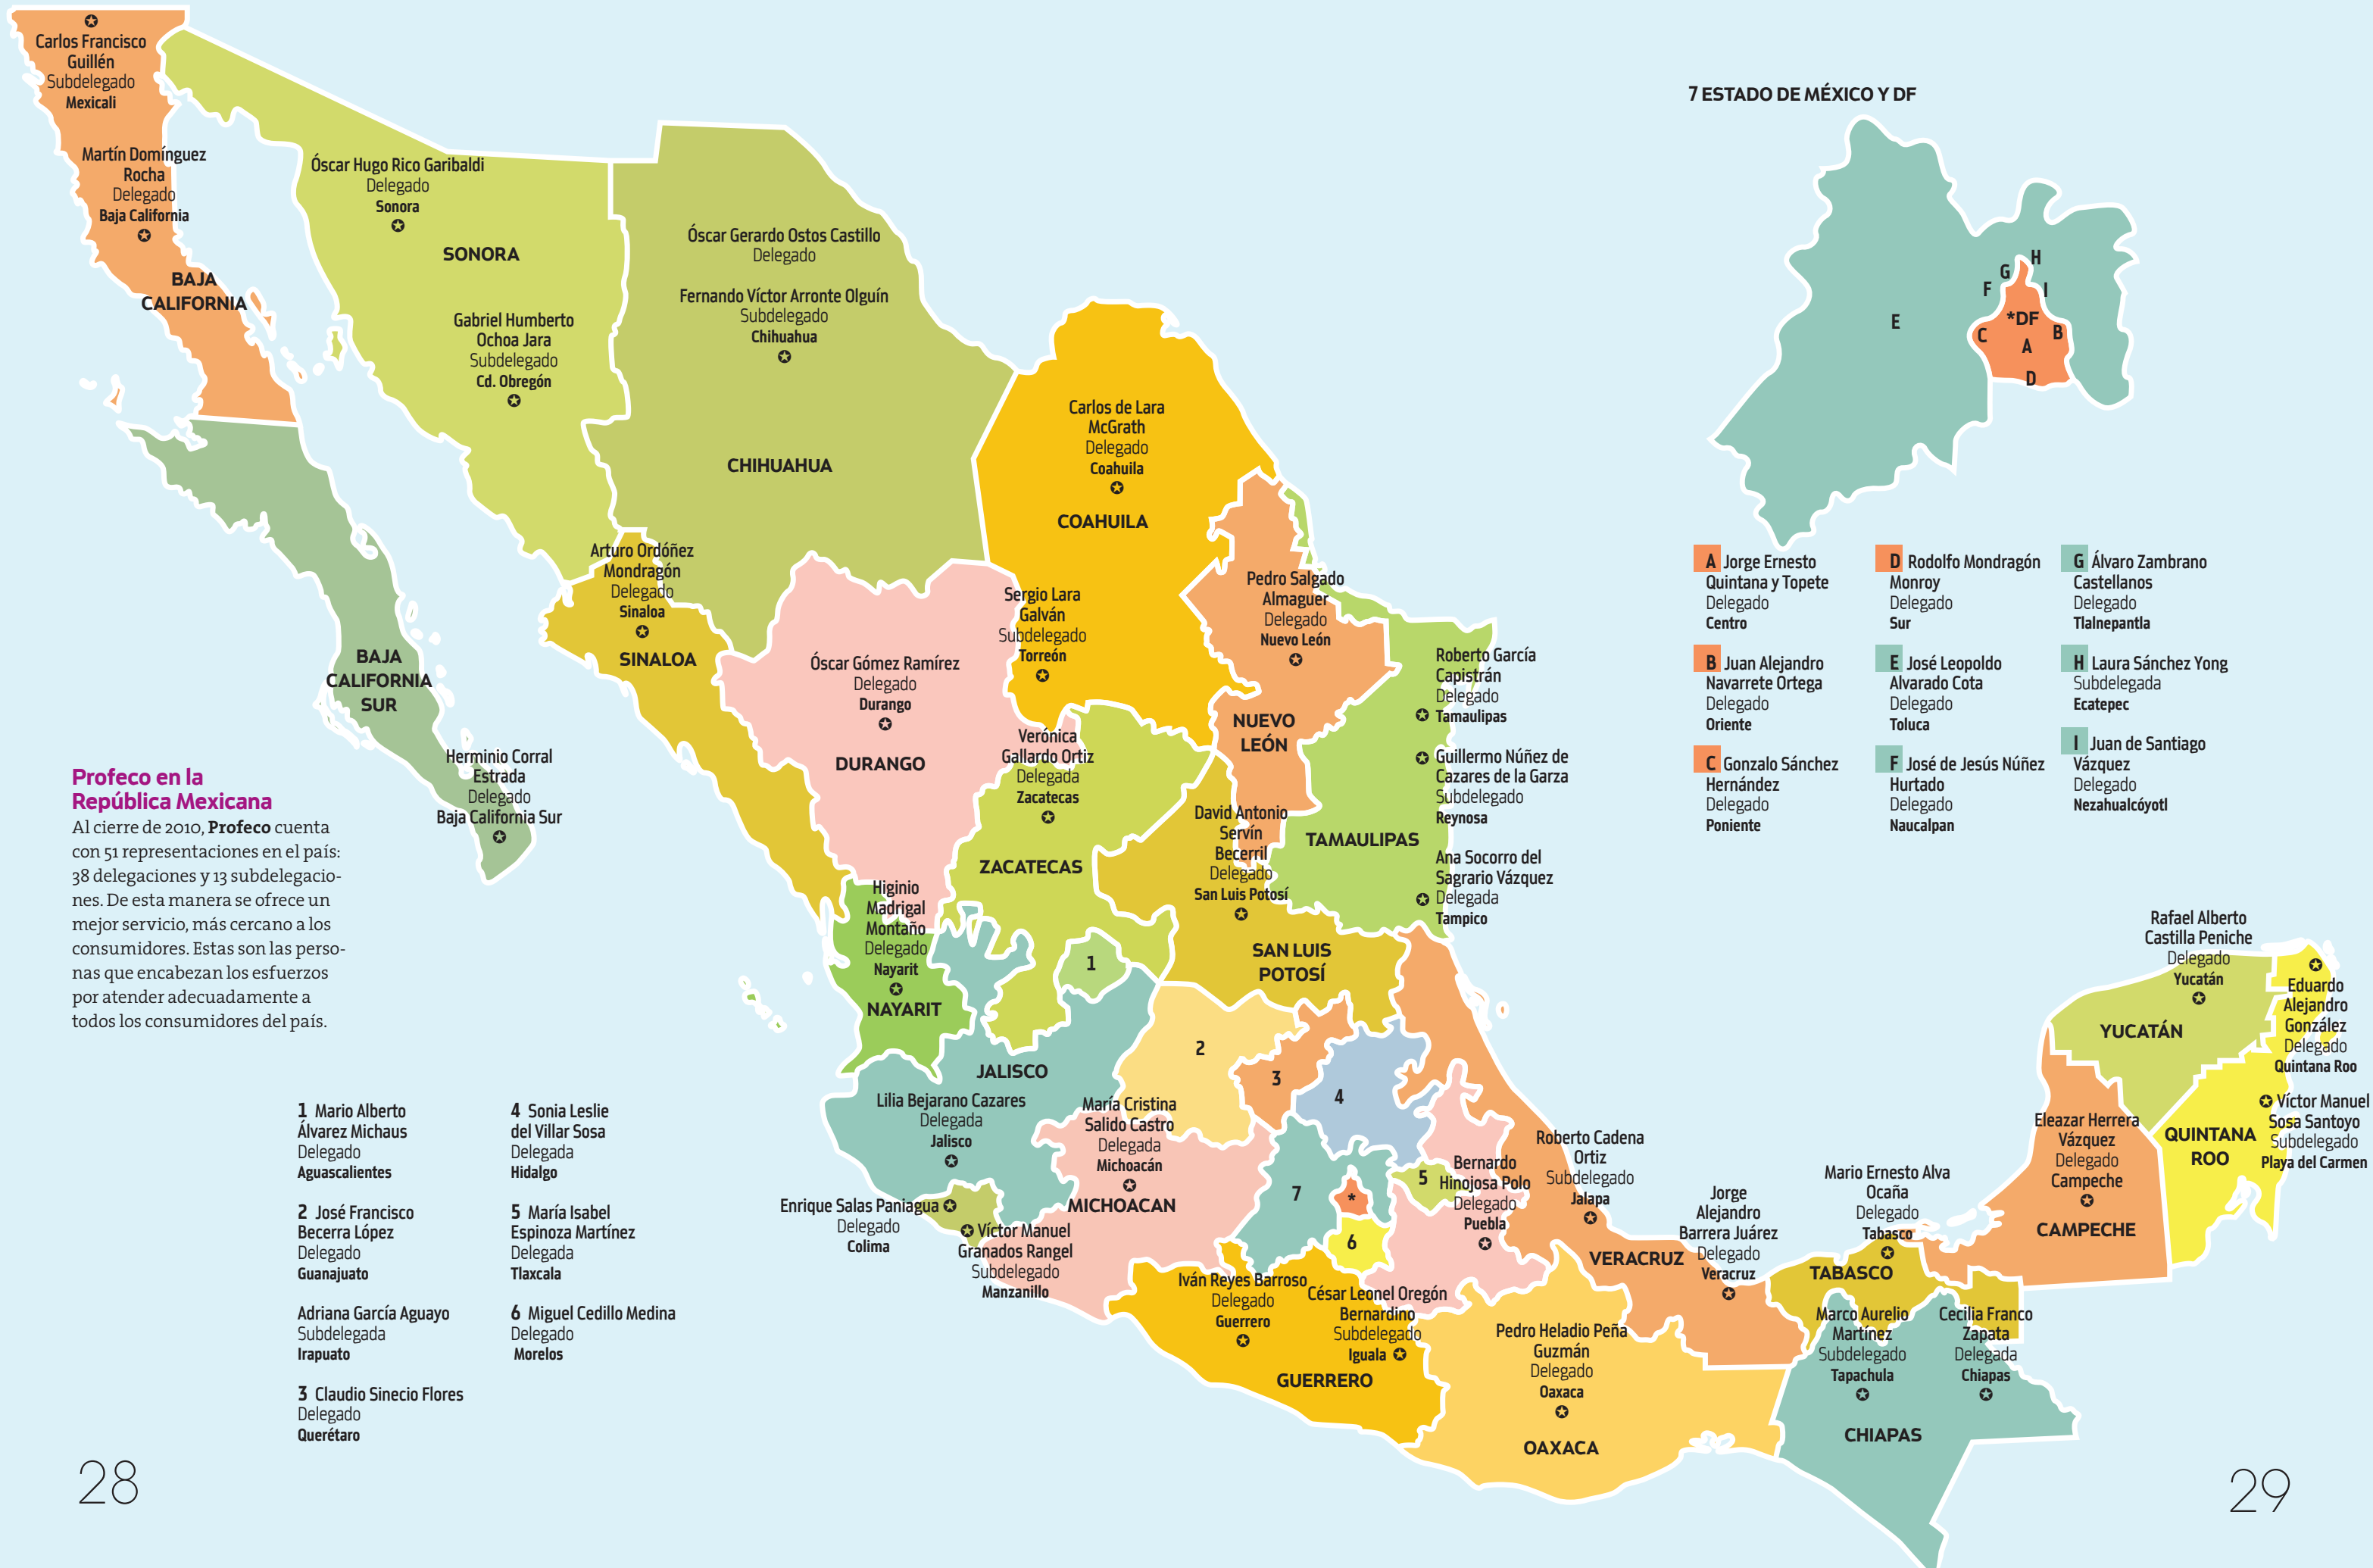 Carlos Francisco
Guillén
Subdelegado
Mexicali
Martín Domínguez
Rocha
Delegado
Baja California
BAJA
CALIFORNIA
Óscar Hugo Rico Garibaldi
Delegado
Sonora
SONORA
Gabriel Humberto
Ochoa Jara
Subdelegado
Cd. Obregón
Óscar Gerardo Ostos Castillo
Delegado
Fernando Víctor Arronte Olguín
Subdelegado
Chihuahua
CHIHUAHUA
Carlos de Lara
McGrath
Delegado
Coahuila
COAHUILA
Sergio Lara
Galván
Subdelegado
Torreón
Arturo Ordóñez
Mondragón
Delegado
Sinaloa
SINALOA
Óscar Gómez Ramírez
Delegado
Durango
DURANGO
Pedro Salgado
Almaguer
Delegado
Nuevo León
NUEVO
LEÓN
Roberto García
Capistrán
Delegado
Tamaulipas
Guillermo Núñez de
Cazares de la Garza
Subdelegado
Reynosa
TAMAULIPAS
Ana Socorro del
Sagrario Vázquez
Delegada
Tampico
BAJA
CALIFORNIA
SUR
Herminio Corral
Estrada
Delegado
Baja California Sur
Verónica
Gallardo Ortiz
Delegada
Zacatecas
ZACATECAS
David Antonio
Servín
Becerril
Delegado
San Luis Potosí
SAN LUIS
POTOSÍ
Higinio
Madrigal
Montaño
Delegado
Nayarit
NAYARIT
1
2
3
4
5
6
7
*
JALISCO
Lilia Bejarano Cazares
Delegada
Jalisco
María Cristina
Salido Castro
Delegada
Michoacán
MICHOACAN
Enrique Salas Paniagua
Delegado
Colima
Víctor Manuel
Granados Rangel
Subdelegado
Manzanillo
Bernardo
Hinojosa Polo
Delegado
Puebla
Roberto Cadena
Ortiz
Subdelegado
Jalapa
VERACRUZ
Jorge
Alejandro
Barrera Juárez
Delegado
Veracruz
Iván Reyes Barroso
Delegado
Guerrero
César Leonel Oregón
Bernardino
Subdelegado
Iguala
GUERRERO
Pedro Heladio Peña
Guzmán
Delegado
Oaxaca
OAXACA
Mario Ernesto Alva
Ocaña
Delegado
Tabasco
TABASCO
Marco Aurelio
Martínez
Subdelegado
Tapachula
Cecilia Franco
Zapata
Delegada
Chiapas
CHIAPAS
Eleazar Herrera
Vázquez
Delegado
Campeche
CAMPECHE
Rafael Alberto
Castilla Peniche
Delegado
Yucatán
YUCATÁN
Eduardo
Alejandro
González
Delegado
Quintana Roo
QUINTANA
ROO
Víctor Manuel
Sosa Santoyo
Subdelegado
Playa del Carmen
Profeco en la
República Mexicana
Al cierre de 2010, Profeco cuenta
con 51 representaciones en el país:
38 delegaciones y 13 subdelegacio-
nes. De esta manera se ofrece un
mejor servicio, más cercano a los
consumidores. Estas son las perso-
nas que encabezan los esfuerzos
por atender adecuadamente a
todos los consumidores del país.
1 Mario Alberto
Álvarez Michaus
Delegado
Aguascalientes
2 José Francisco
Becerra López
Delegado
Guanajuato
Adriana García Aguayo
Subdelegada
Irapuato
3 Claudio Sinecio Flores
Delegado
Querétaro
4 Sonia Leslie
del Villar Sosa
Delegada
Hidalgo
5 María Isabel
Espinoza Martínez
Delegada
Tlaxcala
6 Miguel Cedillo Medina
Delegado
Morelos
7 ESTADO DE MÉXICO Y DF
H
G
F
I
E
*DF
C
B
A
D
A Jorge Ernesto
Quintana y Topete
Delegado
Centro
B Juan Alejandro
Navarrete Ortega
Delegado
Oriente
C Gonzalo Sánchez
Hernández
Delegado
Poniente
D Rodolfo Mondragón
Monroy
Delegado
Sur
E José Leopoldo
Alvarado Cota
Delegado
Toluca
F José de Jesús Núñez
Hurtado
Delegado
Naucalpan
G Álvaro Zambrano
Castellanos
Delegado
Tlalnepantla
H Laura Sánchez Yong
Subdelegada
Ecatepec
I Juan de Santiago
Vázquez
Delegado
Nezahualcóyotl
28
29